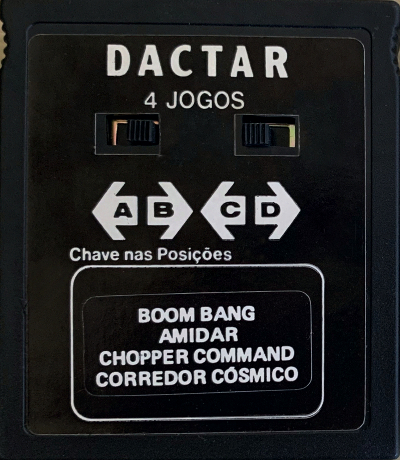 DACTAR
4 JOGOS
A B C D
Chave nas Posições
BOOM BANG
AMIDAR
CHOPPER COMMAND
CORREDOR CÓSMICO